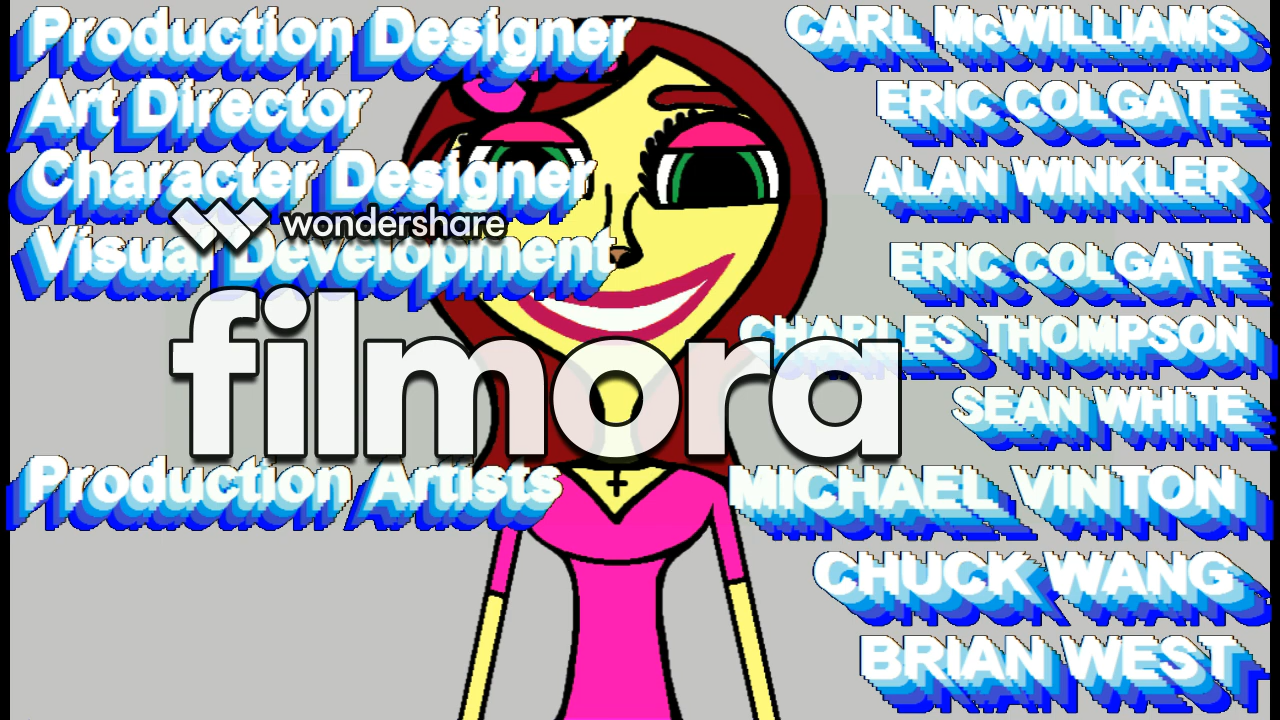 Production Designer CARL McWILLIAMS
Art Director ERIC COLGATE
Character Designer ALAN WINKLER
wondershare
Visual Development ERIC COLGATE
filmora
CHARLES THOMPSON
SEAN WHITE
Production Artists MICHAEL VINTON
CHUCK WANG
BRIAN WEST